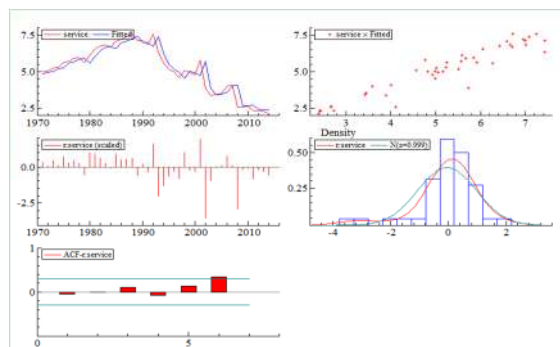 service Fitted
7.5
5.0
2.5
1970 1980 1990 2000 2010
service × Fitted
7.5
5.0
2.5
3 4 5 6 7
r:service (scaled)
0.0
-2.5
1970 1980 1990 2000 2010
Density
r:service N(s=0.999)
0.50
0.25
-4 -2 0 2
ACF-r:service
1
0
0 5